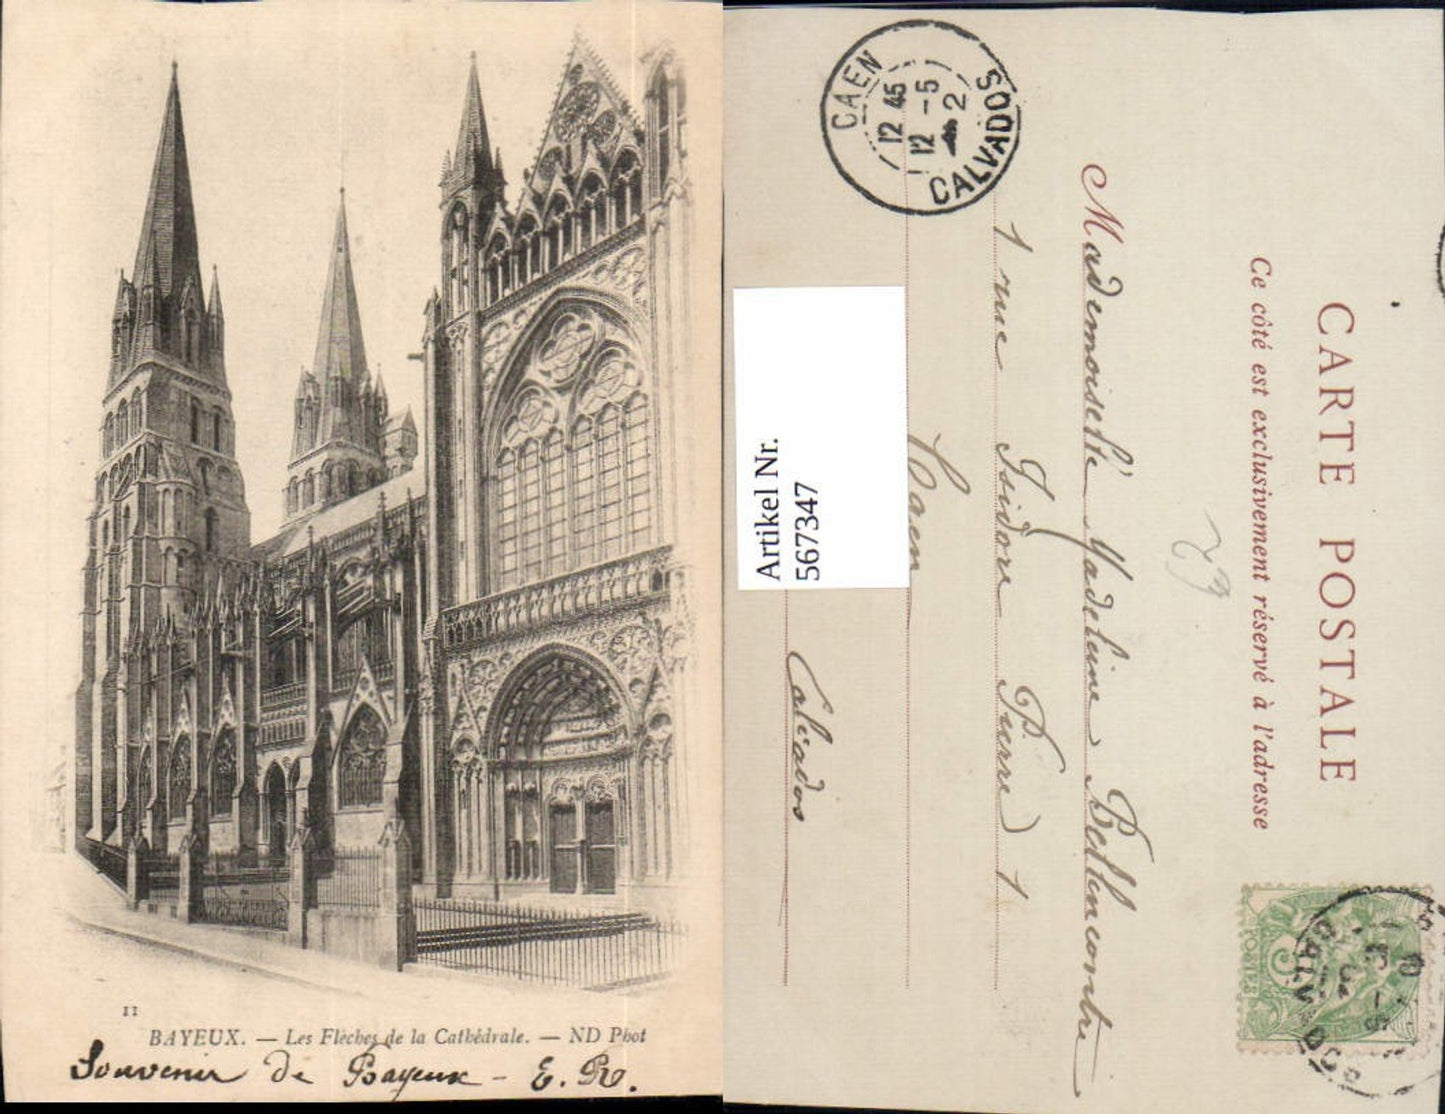 11
BAYEUX. — Les Flèches de la Cathédrale. — ND Phot
Souvenir de Bayeux - E. R.
CARTE POSTALE
Ce côté est exclusivement réservé à l'adresse
Mademoiselle Madeleine Bellencontre
1 rue Isidore Pierre 1
Caen
Calvados
CAEN
12 45
12 -5
2
CALVADOS
Artikel Nr.
567347
5
POSTES
CALVADOS